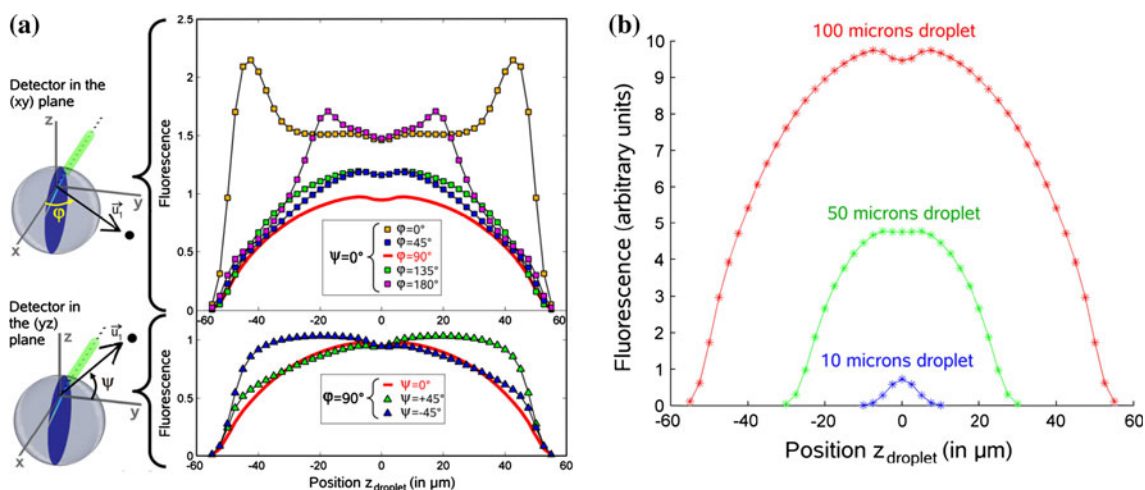 (a)
Detector in the
(xy) plane
z
y
x
φ
u₁
Detector in
the (yz)
plane
z
u₁
ψ
y
x
Fluorescence
2.5
2
1.5
1
0.5
0
-60 -40 -20 0 20 40 60
Ψ=0°
φ=0°
φ=45°
φ=90°
φ=135°
φ=180°
Fluorescence
1
0.5
0
φ=90°
Ψ=0°
Ψ=+45°
Ψ=-45°
-60 -40 -20 0 20 40 60
Position z droplet (in µm)
(b)
100 microns droplet
50 microns droplet
10 microns droplet
Fluorescence (arbitrary units)
10
9
8
7
6
5
4
3
2
1
0
-60 -40 -20 0 20 40 60
Position z droplet (in µm)